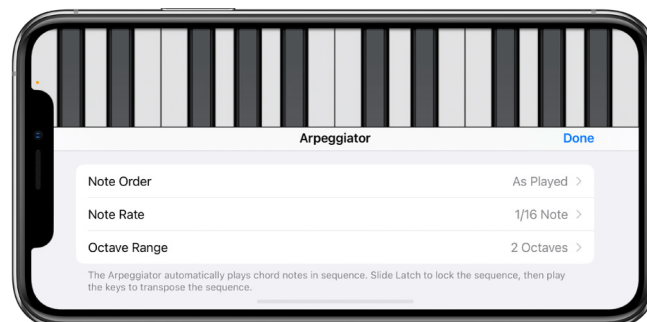 Arpeggiator
Done
Note Order
As Played
Note Rate
1/16 Note
Octave Range
2 Octaves
The Arpeggiator automatically plays chord notes in sequence. Slide Latch to lock the sequence, then play
the keys to transpose the sequence.